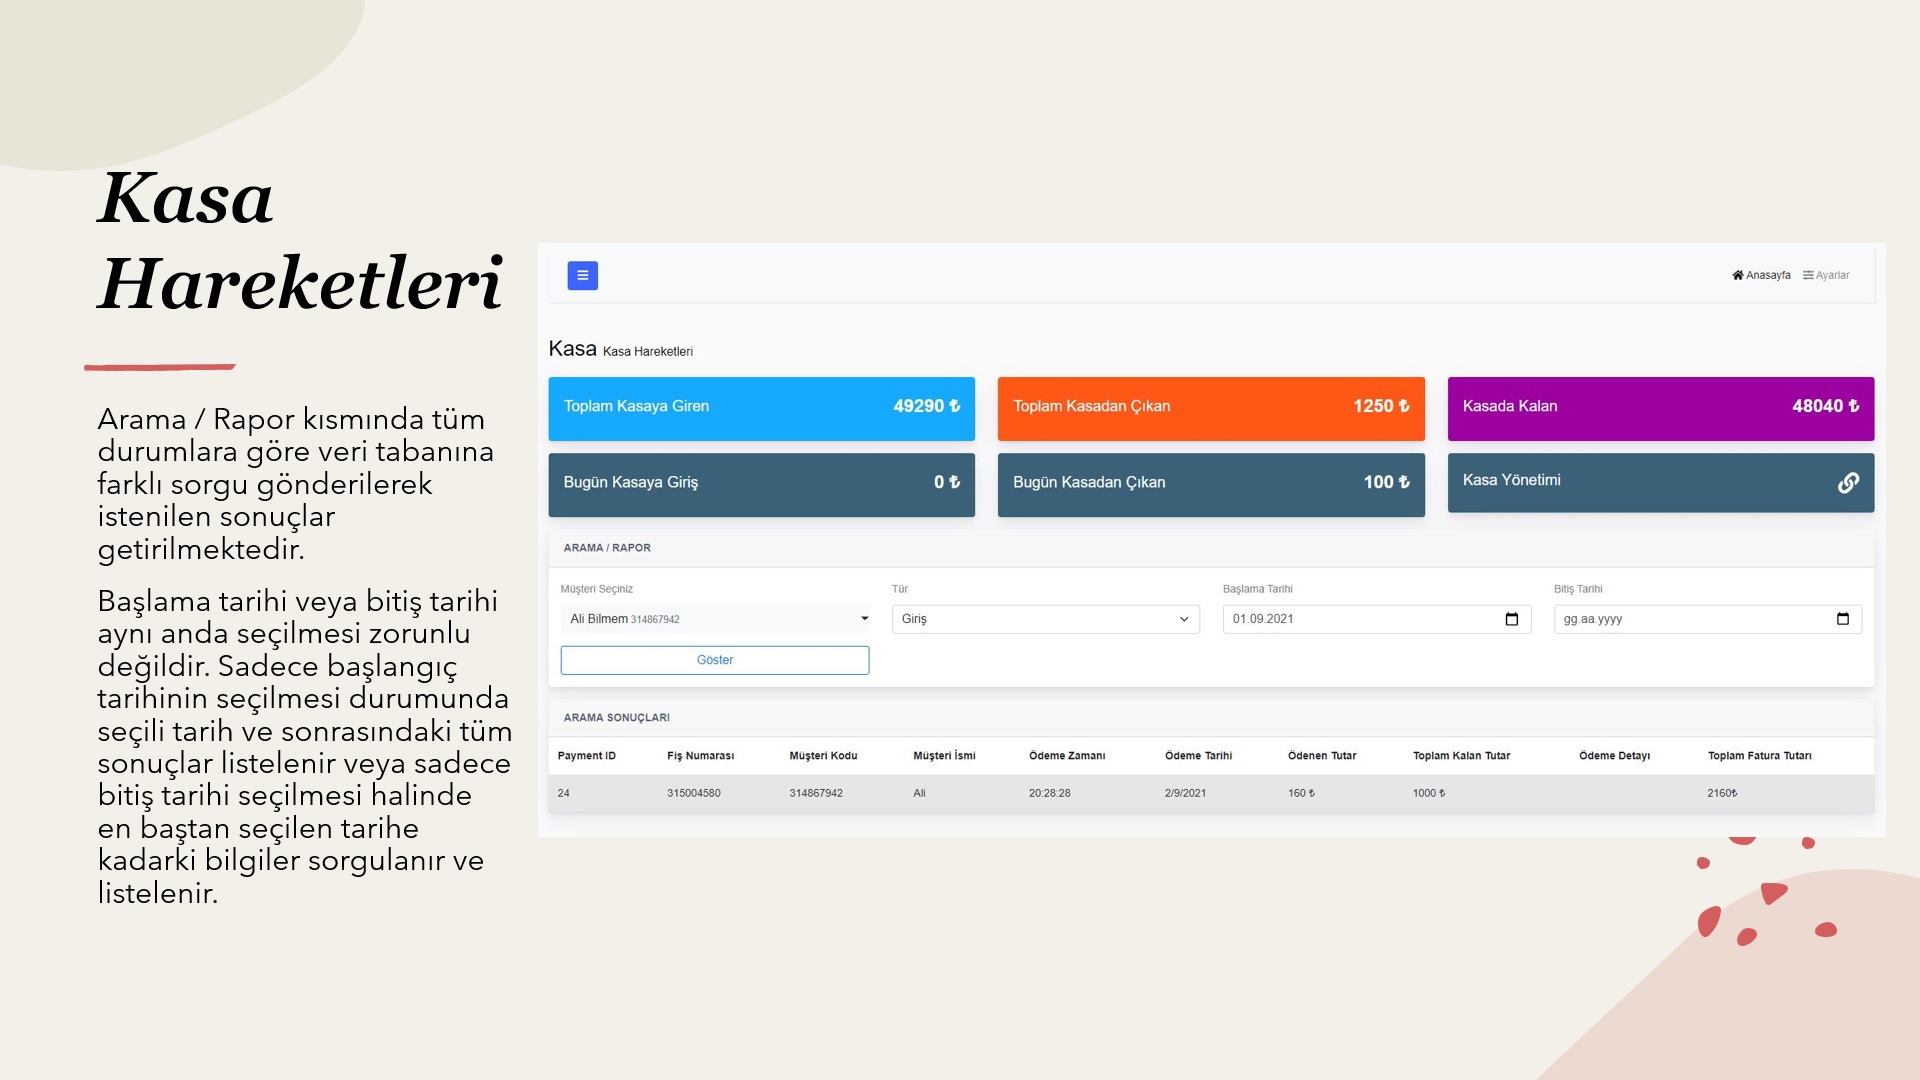 Kasa
Hareketleri
Arama / Rapor kısmında tüm
durumlara göre veri tabanına
farklı sorgu gönderilerek
istenilen sonuçlar
getirilmektedir.
Başlama tarihi veya bitiş tarihi
aynı anda seçilmesi zorunlu
değildir. Sadece başlangıç
tarihinin seçilmesi durumunda
seçili tarih ve sonrasındaki tüm
sonuçlar listelenir veya sadece
bitiş tarihi seçilmesi halinde
en baştan seçilen tarihe
kadarki bilgiler sorgulanır ve
listelenir.
Anasayfa Ayarlar
Kasa Kasa Hareketleri
Toplam Kasaya Giren 49290 ₺ Toplam Kasadan Çıkan 1250 ₺ Kasada Kalan 48040 ₺
Bugün Kasaya Giriş 0 ₺ Bugün Kasadan Çıkan 100 ₺ Kasa Yönetimi
ARAMA / RAPOR
Müşteri Seçiniz Tür Başlama Tarihi Bitiş Tarihi
Ali Bilmem 314867942 Giriş 01.09.2021 gg.aa.yyyy
Göster
ARAMA SONUÇLARI
Payment ID Fiş Numarası Müşteri Kodu Müşteri İsmi Ödeme Zamanı Ödeme Tarihi Ödenen Tutar Toplam Kalan Tutar Ödeme Detayı Toplam Fatura Tutarı
24 315004580 314867942 Ali 20:28:28 2/9/2021 160 ₺ 1000 ₺ 2160₺